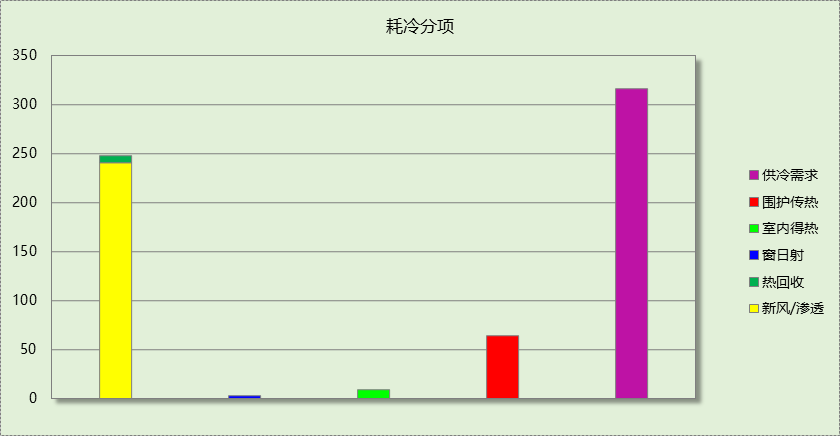 耗冷分项
350
300
250
200
150
100
50
0
供冷需求
围护传热
室内得热
窗日射
热回收
新风/渗透